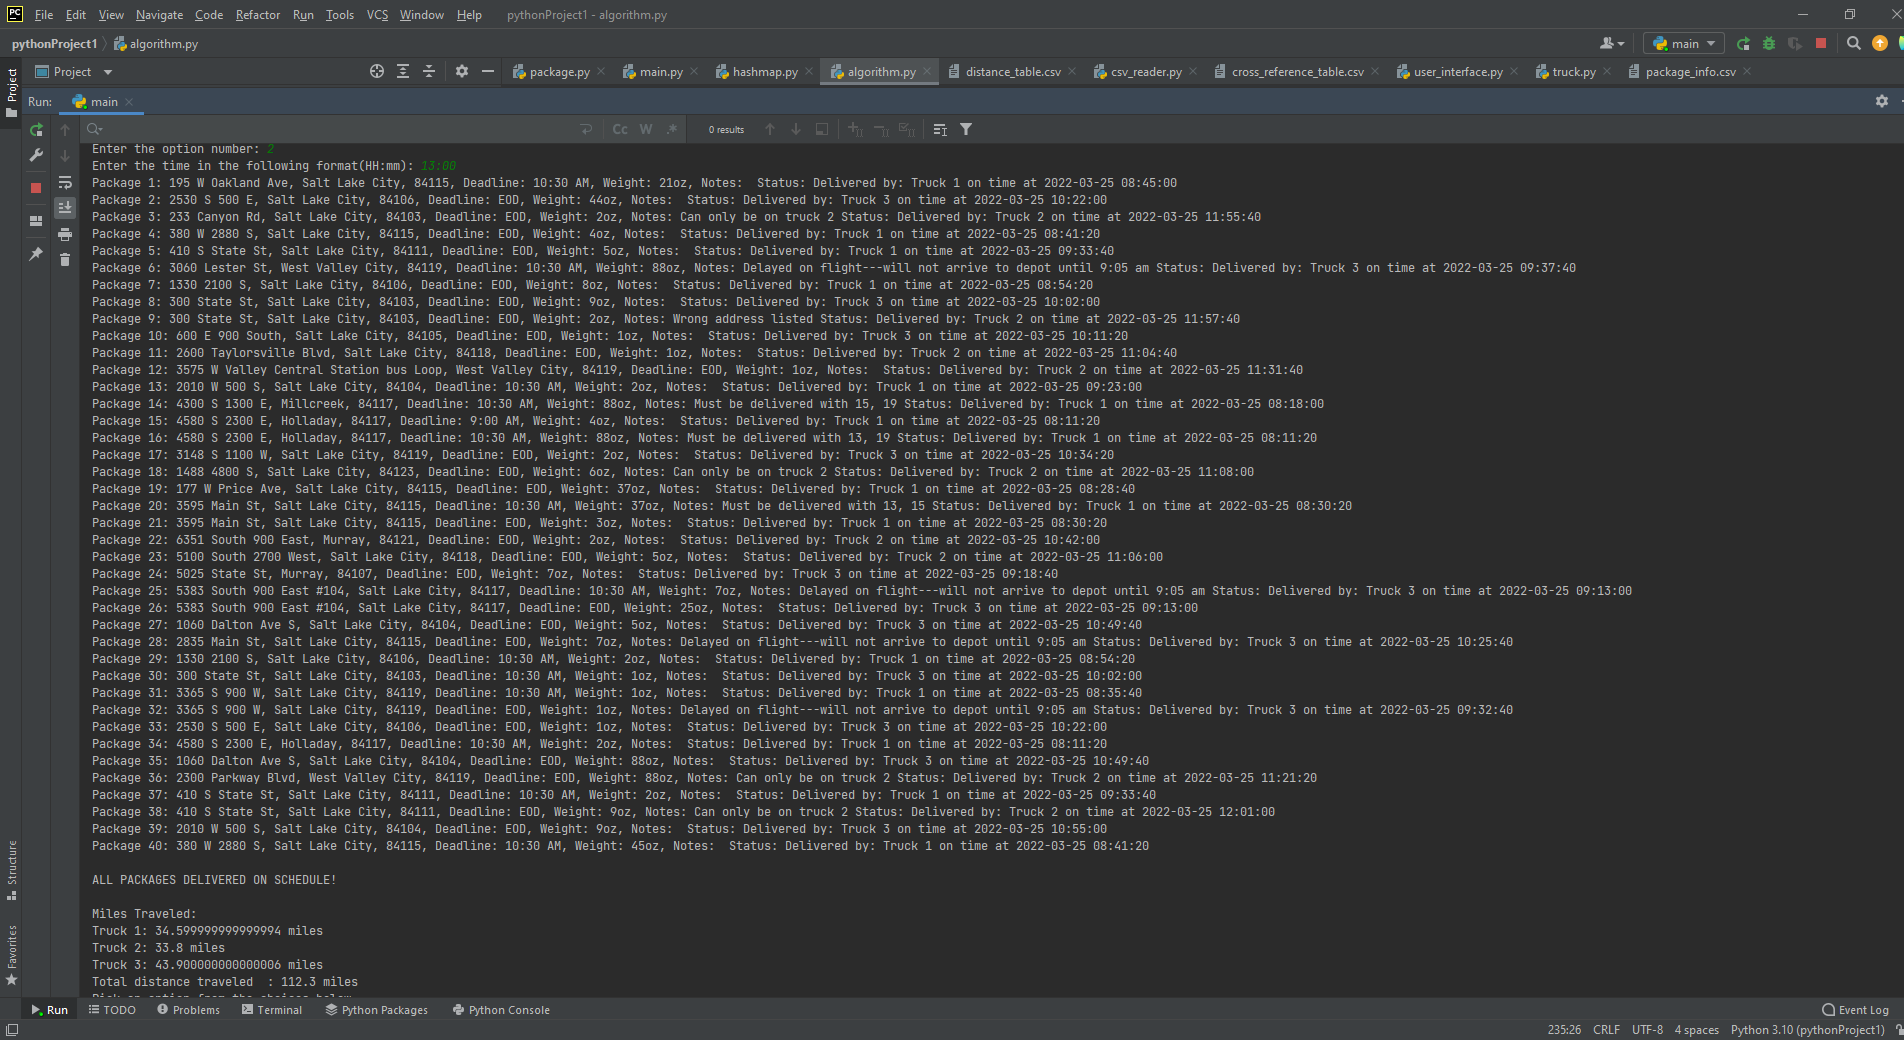 PC File Edit View Navigate Code Refactor Run Tools VCS Window Help pythonProject1 - algorithm.py
pythonProject1 algorithm.py main
Project package.py main.py hashmap.py algorithm.py distance_table.csv csv_reader.py cross_reference_table.csv user_interface.py truck.py package_info.csv
Project
Run: main
Cc W .* 0 results
Enter the option number: 2
Enter the time in the following format(HH:mm): 13:00
Package 1: 195 W Oakland Ave, Salt Lake City, 84115, Deadline: 10:30 AM, Weight: 21oz, Notes:  Status: Delivered by: Truck 1 on time at 2022-03-25 08:45:00
Package 2: 2530 S 500 E, Salt Lake City, 84106, Deadline: EOD, Weight: 44oz, Notes:  Status: Delivered by: Truck 3 on time at 2022-03-25 10:22:00
Package 3: 233 Canyon Rd, Salt Lake City, 84103, Deadline: EOD, Weight: 2oz, Notes: Can only be on truck 2 Status: Delivered by: Truck 2 on time at 2022-03-25 11:55:40
Package 4: 380 W 2880 S, Salt Lake City, 84115, Deadline: EOD, Weight: 4oz, Notes:  Status: Delivered by: Truck 1 on time at 2022-03-25 08:41:20
Package 5: 410 S State St, Salt Lake City, 84111, Deadline: EOD, Weight: 5oz, Notes:  Status: Delivered by: Truck 1 on time at 2022-03-25 09:33:40
Package 6: 3060 Lester St, West Valley City, 84119, Deadline: 10:30 AM, Weight: 88oz, Notes: Delayed on flight---will not arrive to depot until 9:05 am Status: Delivered by: Truck 3 on time at 2022-03-25 09:37:40
Package 7: 1330 2100 S, Salt Lake City, 84106, Deadline: EOD, Weight: 8oz, Notes:  Status: Delivered by: Truck 1 on time at 2022-03-25 08:54:20
Package 8: 300 State St, Salt Lake City, 84103, Deadline: EOD, Weight: 9oz, Notes:  Status: Delivered by: Truck 3 on time at 2022-03-25 10:02:00
Package 9: 300 State St, Salt Lake City, 84103, Deadline: EOD, Weight: 2oz, Notes: Wrong address listed Status: Delivered by: Truck 2 on time at 2022-03-25 11:57:40
Package 10: 600 E 900 South, Salt Lake City, 84105, Deadline: EOD, Weight: 1oz, Notes:  Status: Delivered by: Truck 3 on time at 2022-03-25 10:11:20
Package 11: 2600 Taylorsville Blvd, Salt Lake City, 84118, Deadline: EOD, Weight: 1oz, Notes:  Status: Delivered by: Truck 2 on time at 2022-03-25 11:04:40
Package 12: 3575 W Valley Central Station bus Loop, West Valley City, 84119, Deadline: EOD, Weight: 1oz, Notes:  Status: Delivered by: Truck 2 on time at 2022-03-25 11:31:40
Package 13: 2010 W 500 S, Salt Lake City, 84104, Deadline: 10:30 AM, Weight: 2oz, Notes:  Status: Delivered by: Truck 1 on time at 2022-03-25 09:23:00
Package 14: 4300 S 1300 E, Millcreek, 84117, Deadline: 10:30 AM, Weight: 88oz, Notes: Must be delivered with 15, 19 Status: Delivered by: Truck 1 on time at 2022-03-25 08:18:00
Package 15: 4580 S 2300 E, Holladay, 84117, Deadline: 9:00 AM, Weight: 4oz, Notes:  Status: Delivered by: Truck 1 on time at 2022-03-25 08:11:20
Package 16: 4580 S 2300 E, Holladay, 84117, Deadline: 10:30 AM, Weight: 88oz, Notes: Must be delivered with 13, 19 Status: Delivered by: Truck 1 on time at 2022-03-25 08:11:20
Package 17: 3148 S 1100 W, Salt Lake City, 84119, Deadline: EOD, Weight: 2oz, Notes:  Status: Delivered by: Truck 3 on time at 2022-03-25 10:34:20
Package 18: 1488 4800 S, Salt Lake City, 84123, Deadline: EOD, Weight: 6oz, Notes: Can only be on truck 2 Status: Delivered by: Truck 2 on time at 2022-03-25 11:08:00
Package 19: 177 W Price Ave, Salt Lake City, 84115, Deadline: EOD, Weight: 37oz, Notes:  Status: Delivered by: Truck 1 on time at 2022-03-25 08:28:40
Package 20: 3595 Main St, Salt Lake City, 84115, Deadline: 10:30 AM, Weight: 37oz, Notes: Must be delivered with 13, 15 Status: Delivered by: Truck 1 on time at 2022-03-25 08:30:20
Package 21: 3595 Main St, Salt Lake City, 84115, Deadline: EOD, Weight: 3oz, Notes:  Status: Delivered by: Truck 1 on time at 2022-03-25 08:30:20
Package 22: 6351 South 900 East, Murray, 84121, Deadline: EOD, Weight: 2oz, Notes:  Status: Delivered by: Truck 2 on time at 2022-03-25 10:42:00
Package 23: 5100 South 2700 West, Salt Lake City, 84118, Deadline: EOD, Weight: 5oz, Notes:  Status: Delivered by: Truck 2 on time at 2022-03-25 11:06:00
Package 24: 5025 State St, Murray, 84107, Deadline: EOD, Weight: 7oz, Notes:  Status: Delivered by: Truck 3 on time at 2022-03-25 09:18:40
Package 25: 5383 South 900 East #104, Salt Lake City, 84117, Deadline: 10:30 AM, Weight: 7oz, Notes: Delayed on flight---will not arrive to depot until 9:05 am Status: Delivered by: Truck 3 on time at 2022-03-25 09:13:00
Package 26: 5383 South 900 East #104, Salt Lake City, 84117, Deadline: EOD, Weight: 25oz, Notes:  Status: Delivered by: Truck 3 on time at 2022-03-25 09:13:00
Package 27: 1060 Dalton Ave S, Salt Lake City, 84104, Deadline: EOD, Weight: 5oz, Notes:  Status: Delivered by: Truck 3 on time at 2022-03-25 10:49:40
Package 28: 2835 Main St, Salt Lake City, 84115, Deadline: EOD, Weight: 7oz, Notes: Delayed on flight---will not arrive to depot until 9:05 am Status: Delivered by: Truck 3 on time at 2022-03-25 10:25:40
Package 29: 1330 2100 S, Salt Lake City, 84106, Deadline: 10:30 AM, Weight: 2oz, Notes:  Status: Delivered by: Truck 1 on time at 2022-03-25 08:54:20
Package 30: 300 State St, Salt Lake City, 84103, Deadline: 10:30 AM, Weight: 1oz, Notes:  Status: Delivered by: Truck 3 on time at 2022-03-25 10:02:00
Package 31: 3365 S 900 W, Salt Lake City, 84119, Deadline: 10:30 AM, Weight: 1oz, Notes:  Status: Delivered by: Truck 1 on time at 2022-03-25 08:35:40
Package 32: 3365 S 900 W, Salt Lake City, 84119, Deadline: EOD, Weight: 1oz, Notes: Delayed on flight---will not arrive to depot until 9:05 am Status: Delivered by: Truck 3 on time at 2022-03-25 09:32:40
Package 33: 2530 S 500 E, Salt Lake City, 84106, Deadline: EOD, Weight: 1oz, Notes:  Status: Delivered by: Truck 3 on time at 2022-03-25 10:22:00
Package 34: 4580 S 2300 E, Holladay, 84117, Deadline: 10:30 AM, Weight: 2oz, Notes:  Status: Delivered by: Truck 1 on time at 2022-03-25 08:11:20
Package 35: 1060 Dalton Ave S, Salt Lake City, 84104, Deadline: EOD, Weight: 88oz, Notes:  Status: Delivered by: Truck 3 on time at 2022-03-25 10:49:40
Package 36: 2300 Parkway Blvd, West Valley City, 84119, Deadline: EOD, Weight: 88oz, Notes: Can only be on truck 2 Status: Delivered by: Truck 2 on time at 2022-03-25 11:21:20
Package 37: 410 S State St, Salt Lake City, 84111, Deadline: 10:30 AM, Weight: 2oz, Notes:  Status: Delivered by: Truck 1 on time at 2022-03-25 09:33:40
Package 38: 410 S State St, Salt Lake City, 84111, Deadline: EOD, Weight: 9oz, Notes: Can only be on truck 2 Status: Delivered by: Truck 2 on time at 2022-03-25 12:01:00
Package 39: 2010 W 500 S, Salt Lake City, 84104, Deadline: EOD, Weight: 9oz, Notes:  Status: Delivered by: Truck 3 on time at 2022-03-25 10:55:00
Package 40: 380 W 2880 S, Salt Lake City, 84115, Deadline: 10:30 AM, Weight: 45oz, Notes:  Status: Delivered by: Truck 1 on time at 2022-03-25 08:41:20
ALL PACKAGES DELIVERED ON SCHEDULE!
Miles Traveled:
Truck 1: 34.599999999999994 miles
Truck 2: 33.8 miles
Truck 3: 43.900000000000006 miles
Total distance traveled  : 112.3 miles
Pick an option from the choices below
Structure
Favorites
Run TODO Problems Terminal Python Packages Python Console Event Log
235:26 CRLF UTF-8 4 spaces Python 3.10 (pythonProject1)